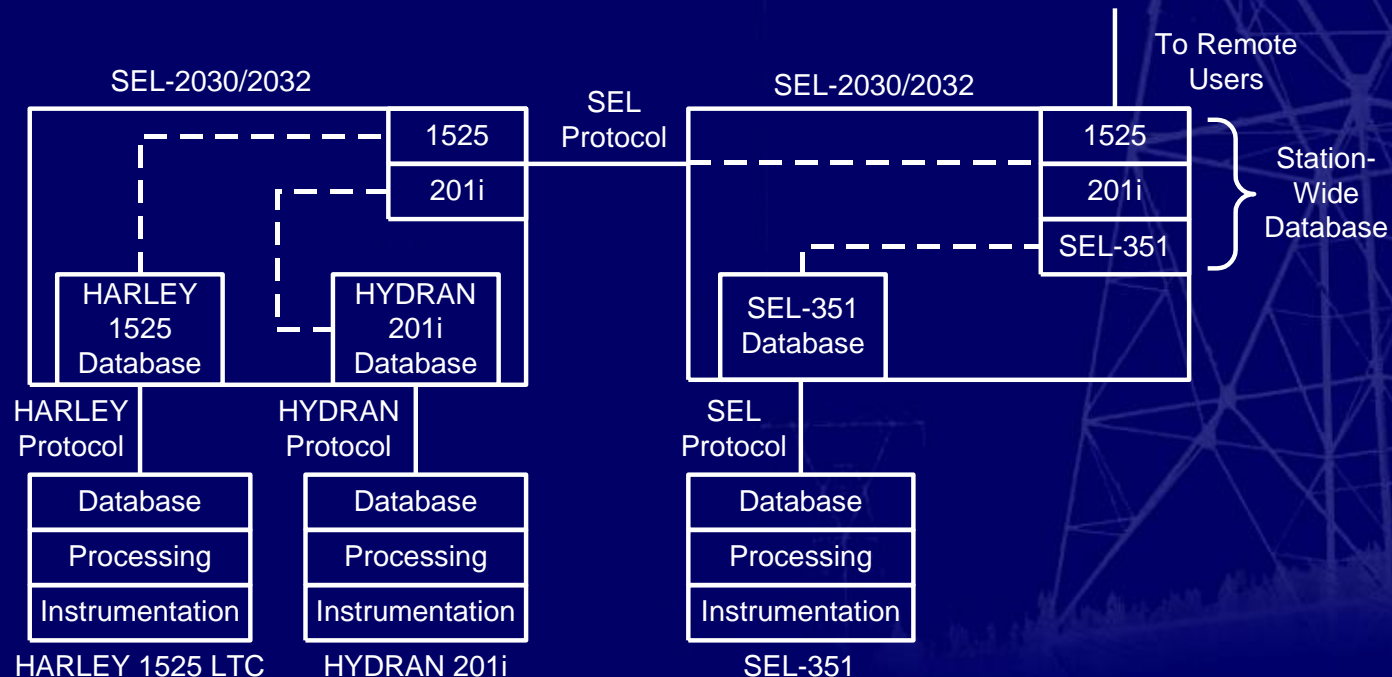 To Remote
Users
SEL-2030/2032
SEL
Protocol
SEL-2030/2032
1525
201i
1525
201i
SEL-351
Station-
Wide
Database
HARLEY
1525
Database
HYDRAN
201i
Database
SEL-351
Database
HARLEY
Protocol
HYDRAN
Protocol
SEL
Protocol
Database
Processing
Instrumentation
HARLEY 1525 LTC
Database
Processing
Instrumentation
HYDRAN 201i
Database
Processing
Instrumentation
SEL-351